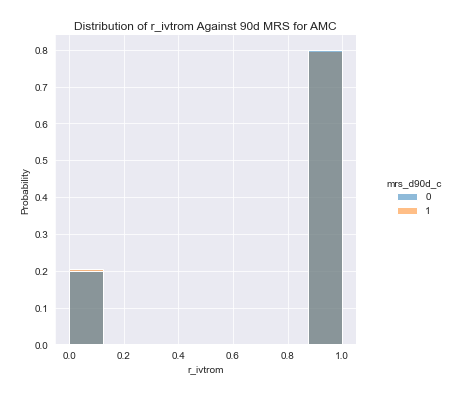 Distribution of r_ivtrom Against 90d MRS for AMC
0.8
0.7
0.6
0.5
0.4
0.3
0.2
0.1
0.0
Probability
0.0 0.2 0.4 0.6 0.8 1.0
r_ivtrom
mrs_d90d_c
0
1